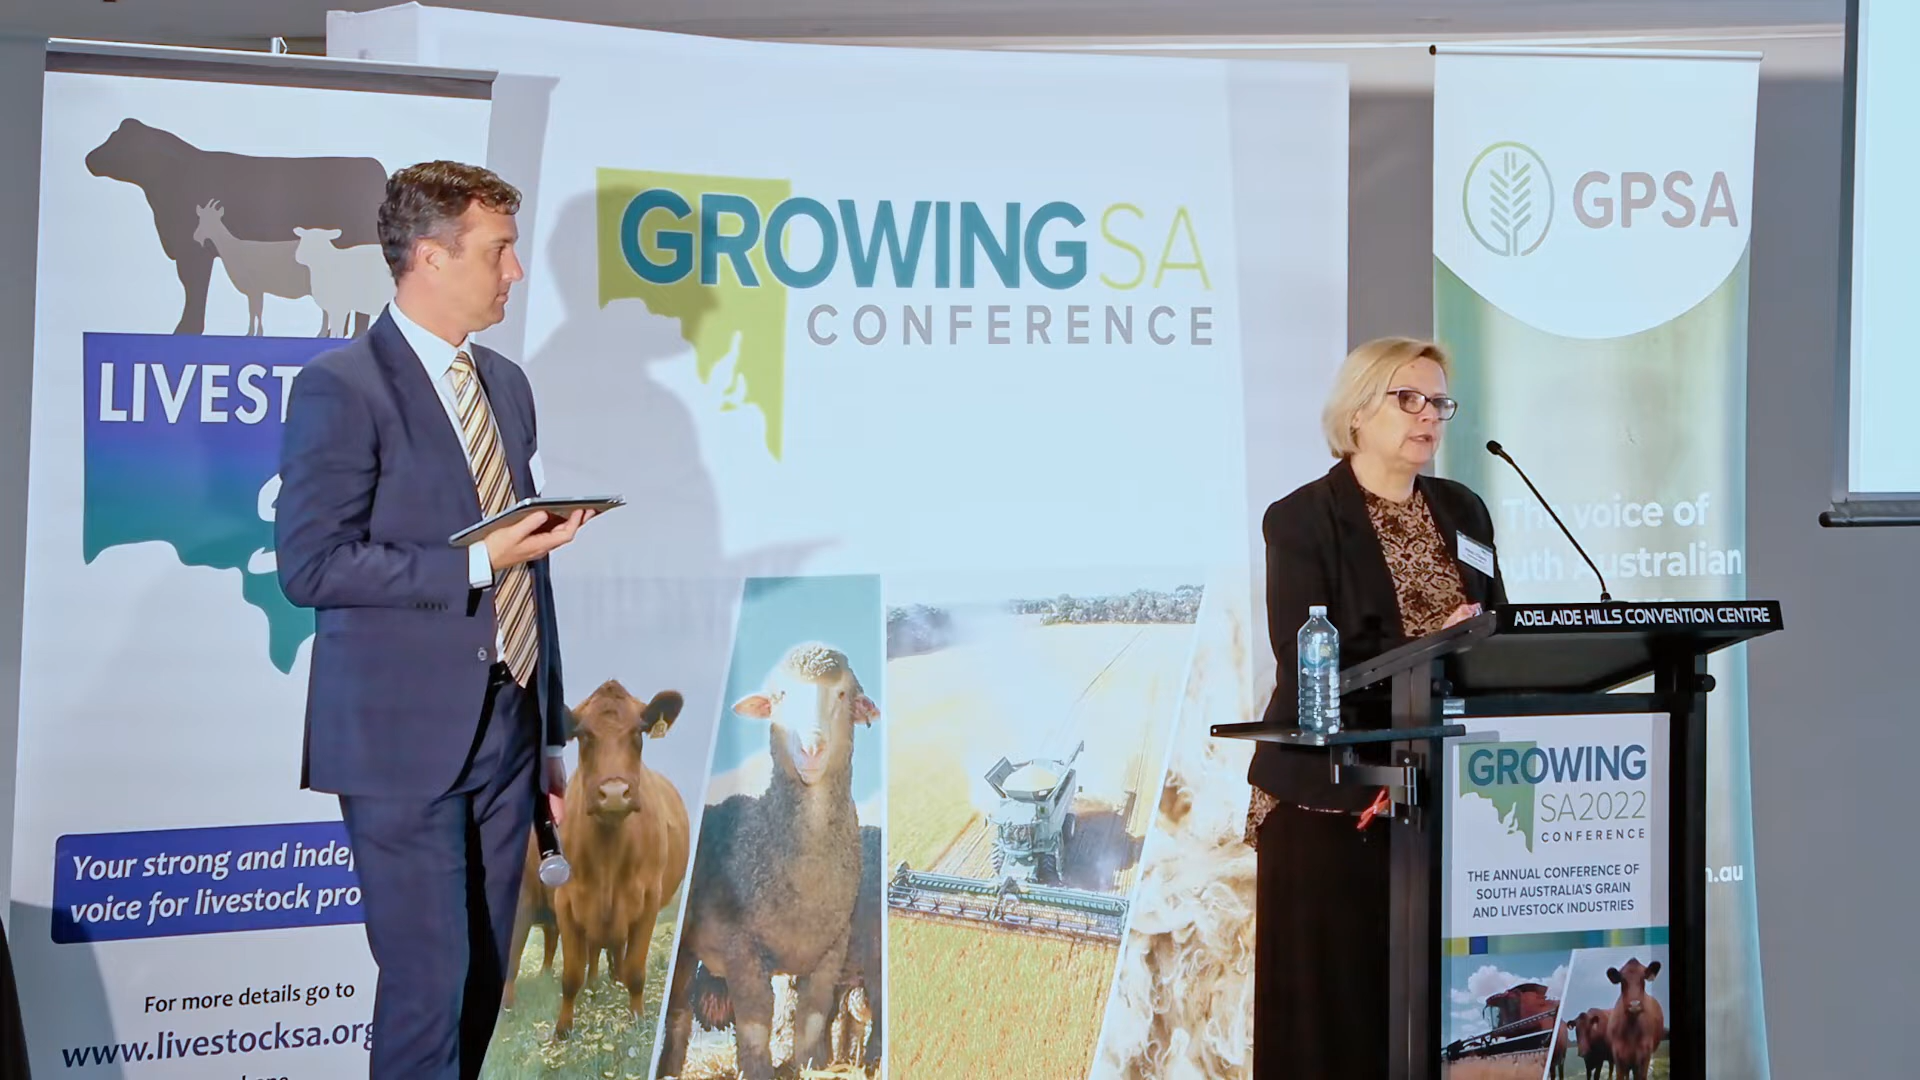 LIVEST
Your strong and indep
voice for livestock pro
For more details go to
www.livestocksa.org
GROWING SA
CONFERENCE
GPSA
The voice of
South Australian
n.au
ADELAIDE HILLS CONVENTION CENTRE
GROWING
SA2022
CONFERENCE
THE ANNUAL CONFERENCE OF
SOUTH AUSTRALIA'S GRAIN
AND LIVESTOCK INDUSTRIES